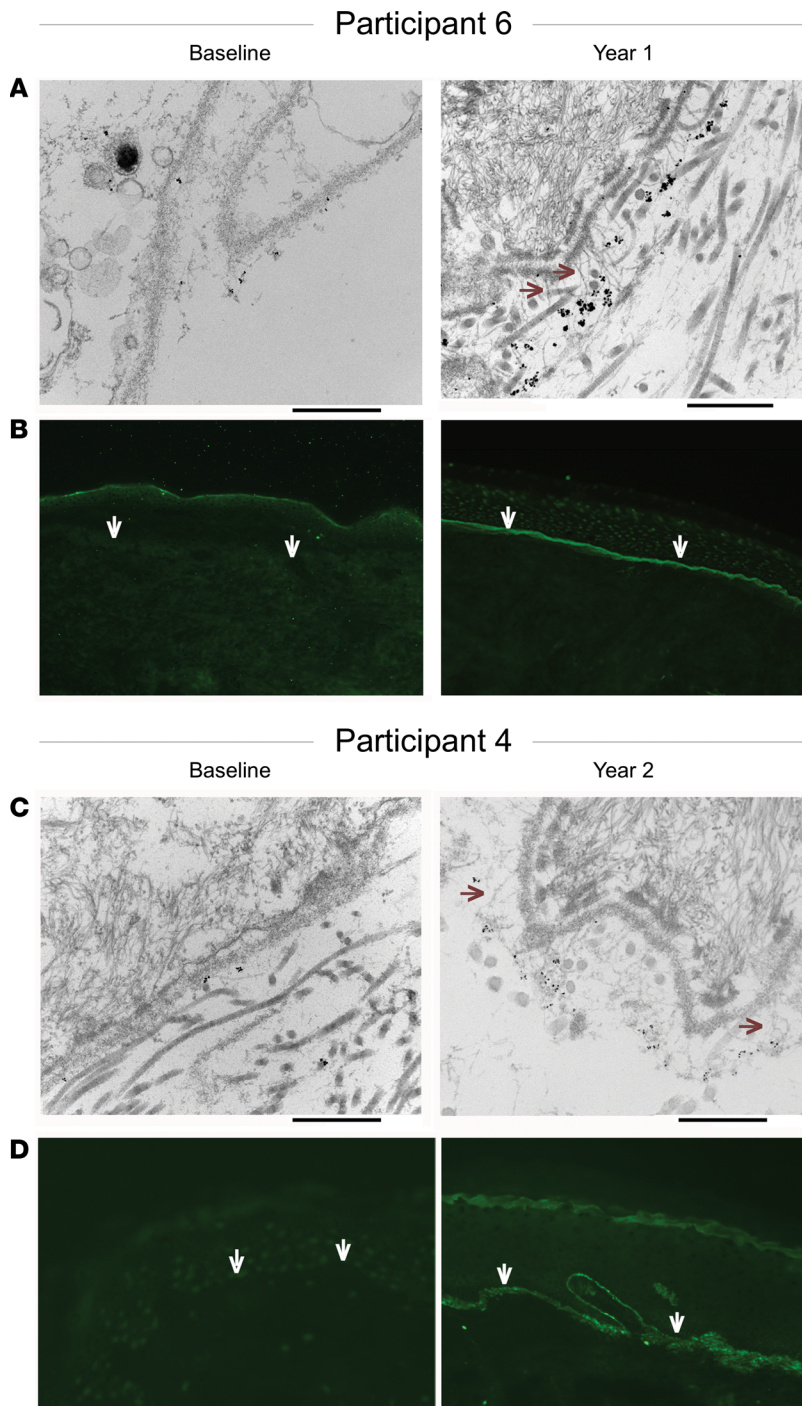 Participant 6
Baseline Year 1
A
B
Participant 4
Baseline Year 2
C
D